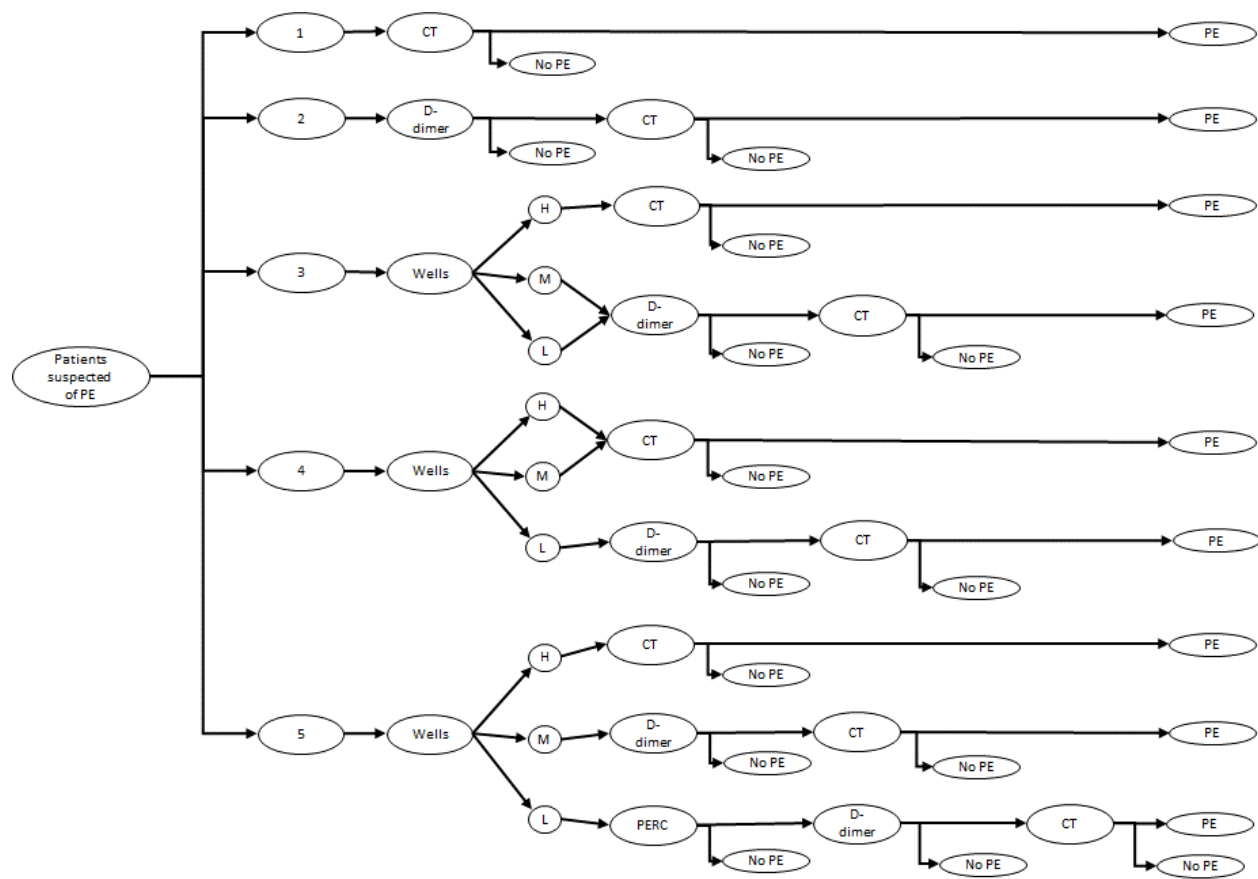 1
CT
PE
No PE
2
D-
dimer
CT
PE
No PE
No PE
H
CT
PE
No PE
3
Wells
M
D-
dimer
CT
PE
L
No PE
No PE
Patients
suspected
of PE
H
CT
PE
4
Wells
M
No PE
L
D-
dimer
CT
PE
No PE
No PE
H
CT
PE
No PE
5
Wells
M
D-
dimer
CT
PE
No PE
No PE
L
PERC
D-
dimer
CT
PE
No PE
No PE
No PE